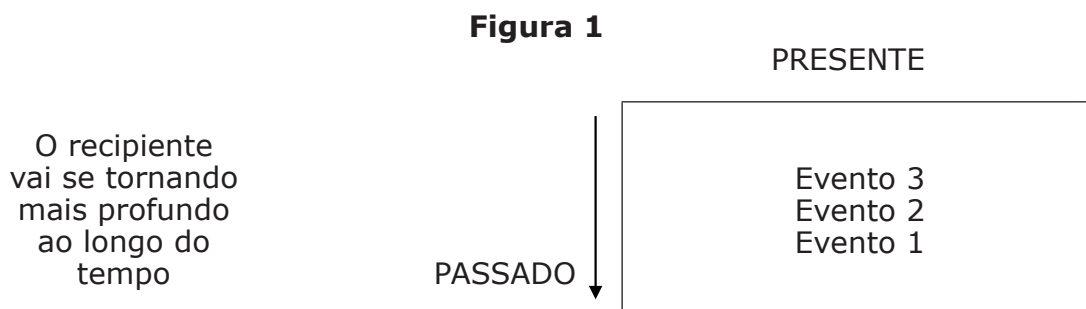 Figura 1
PRESENTE
O recipiente
vai se tornando
mais profundo
ao longo do
tempo
PASSADO
Evento 3
Evento 2
Evento 1